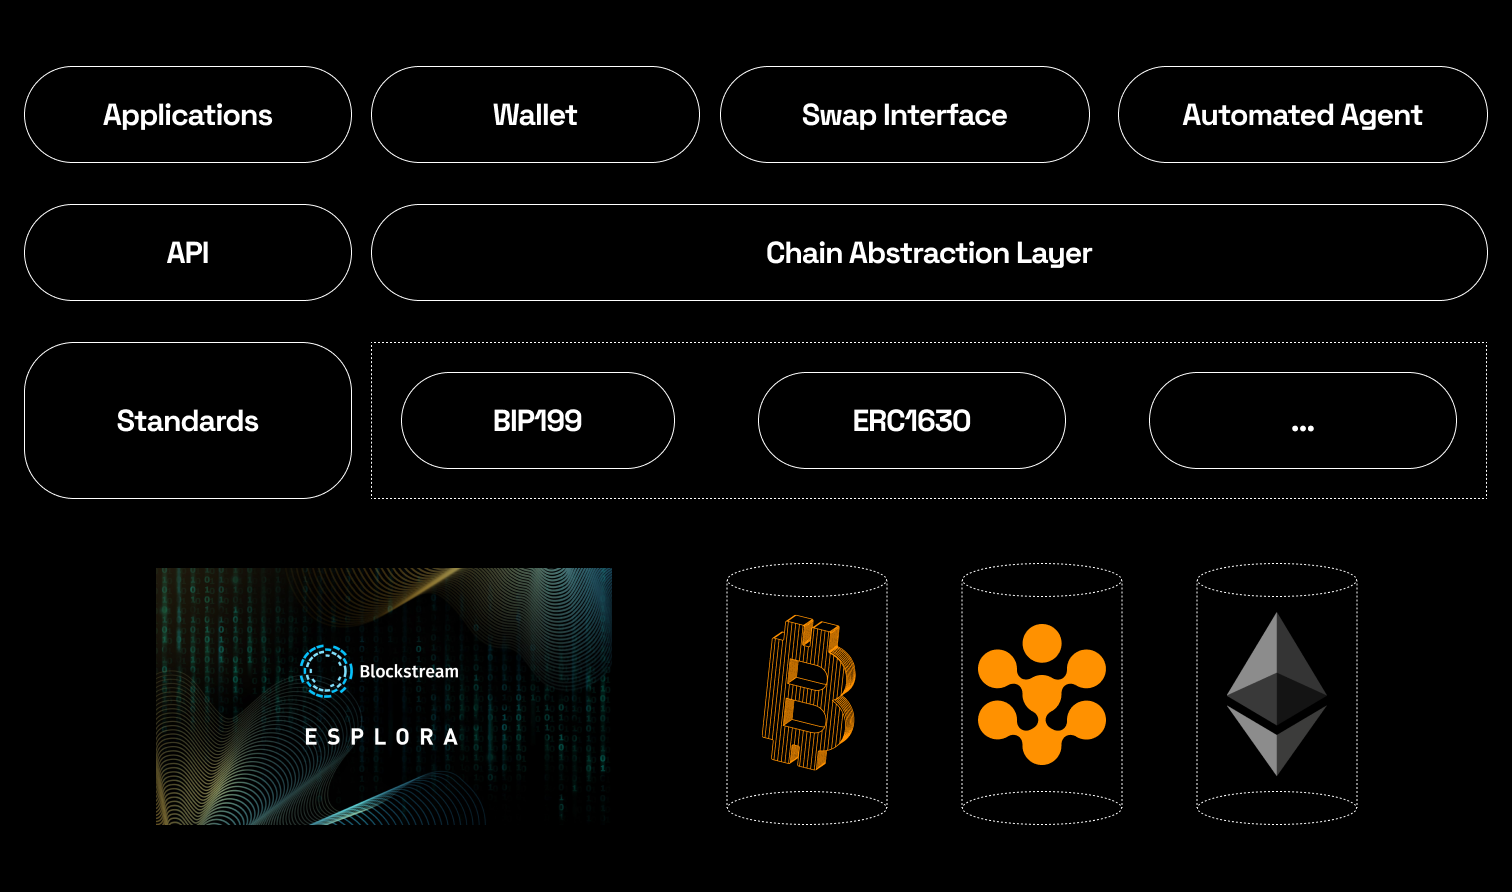 Applications
Wallet
Swap Interface
Automated Agent
API
Chain Abstraction Layer
Standards
BIP199
ERC1630
...
Blockstream
ESPLORA